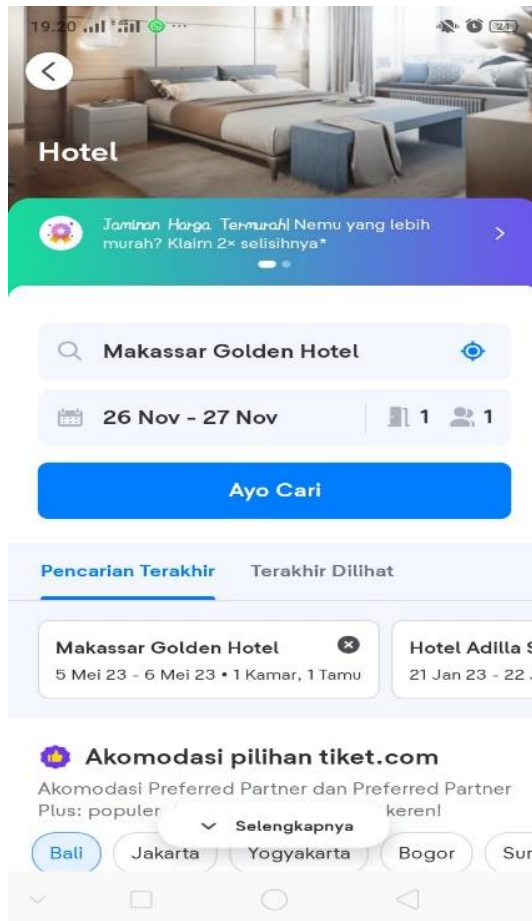 19.20
24
Hotel
Jaminan Harga Termurah! Nemu yang lebih
murah? Klaim 2× selisihnya*
Makassar Golden Hotel
26 Nov - 27 Nov 1 1
Ayo Cari
Pencarian Terakhir Terakhir Dilihat
Makassar Golden Hotel Hotel Adilla S
5 Mei 23 - 6 Mei 23 • 1 Kamar, 1 Tamu 21 Jan 23 - 22
Akomodasi pilihan tiket.com
Akomodasi Preferred Partner dan Preferred Partner
Plus: populer keren!
Selengkapnya
Bali Jakarta Yogyakarta Bogor Sur